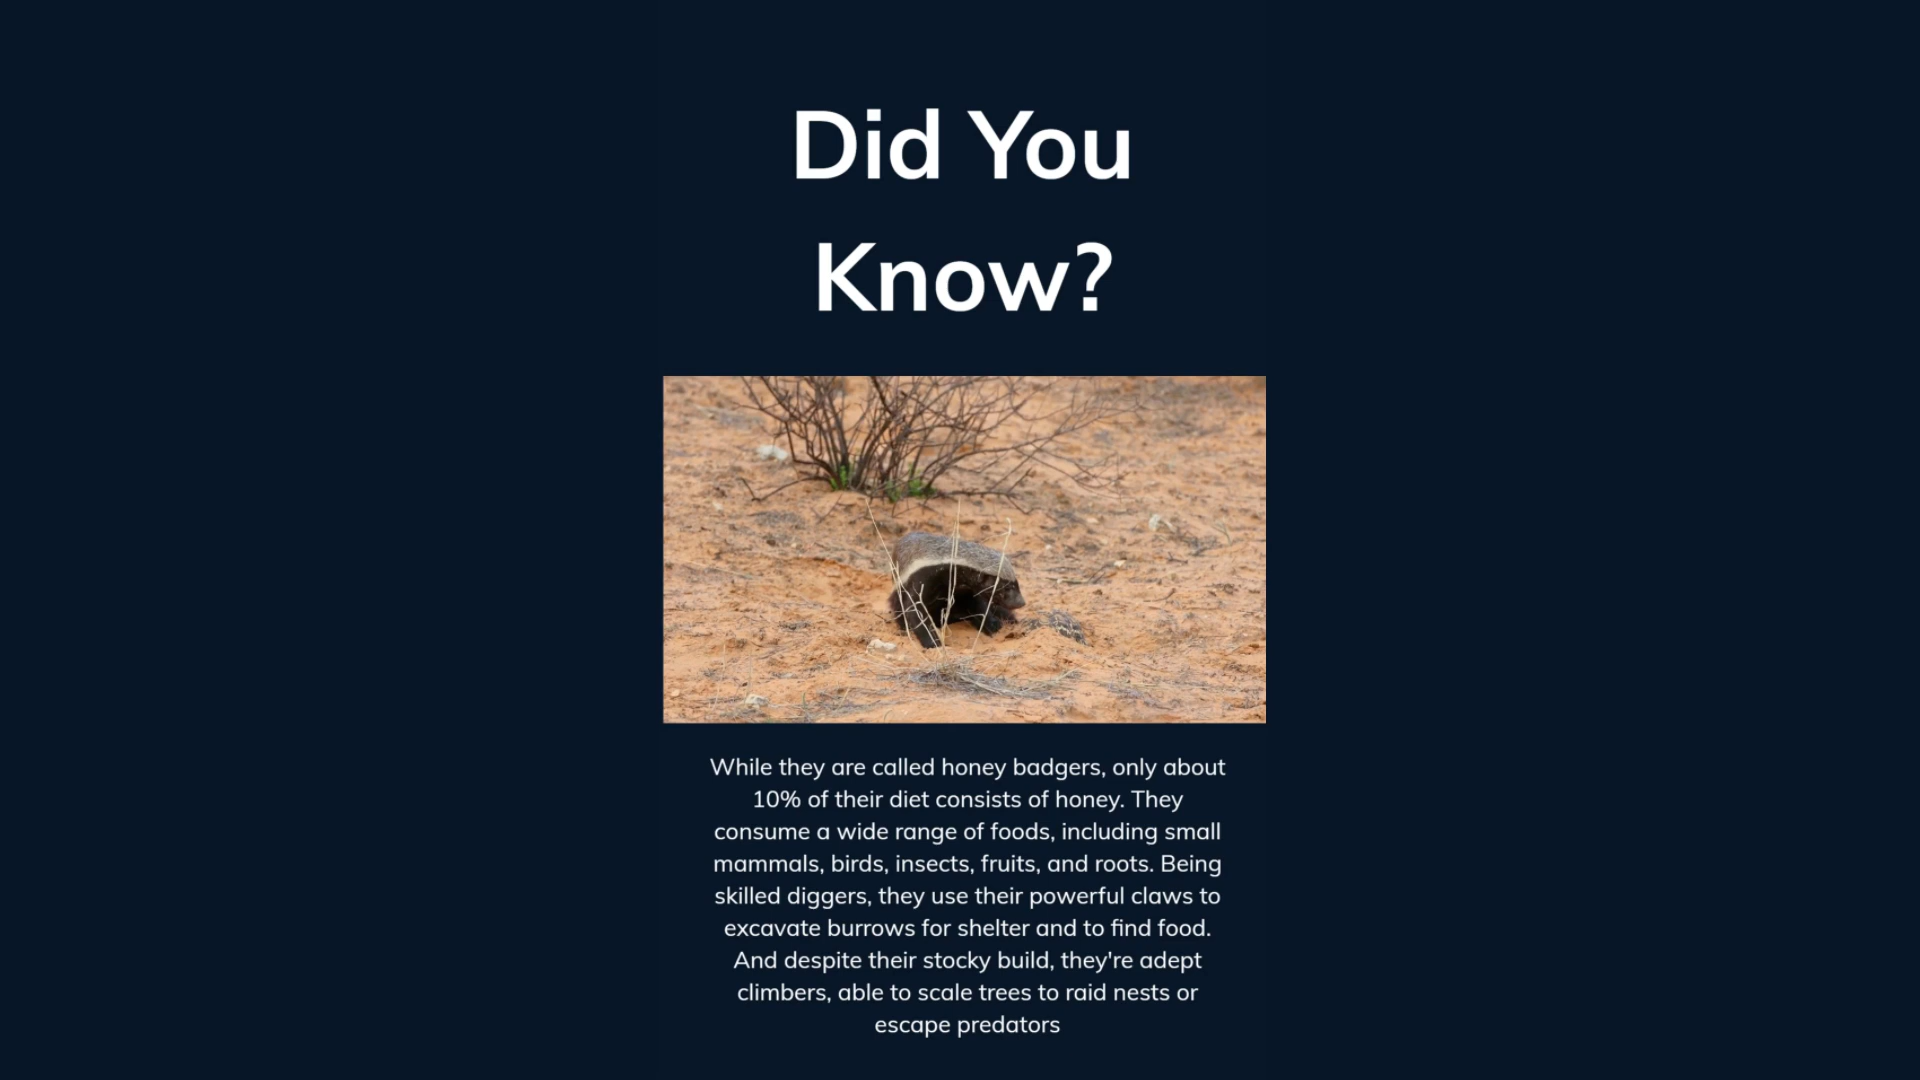 Did You
Know?
While they are called honey badgers, only about
10% of their diet consists of honey. They
consume a wide range of foods, including small
mammals, birds, insects, fruits, and roots. Being
skilled diggers, they use their powerful claws to
excavate burrows for shelter and to find food.
And despite their stocky build, they're adept
climbers, able to scale trees to raid nests or
escape predators